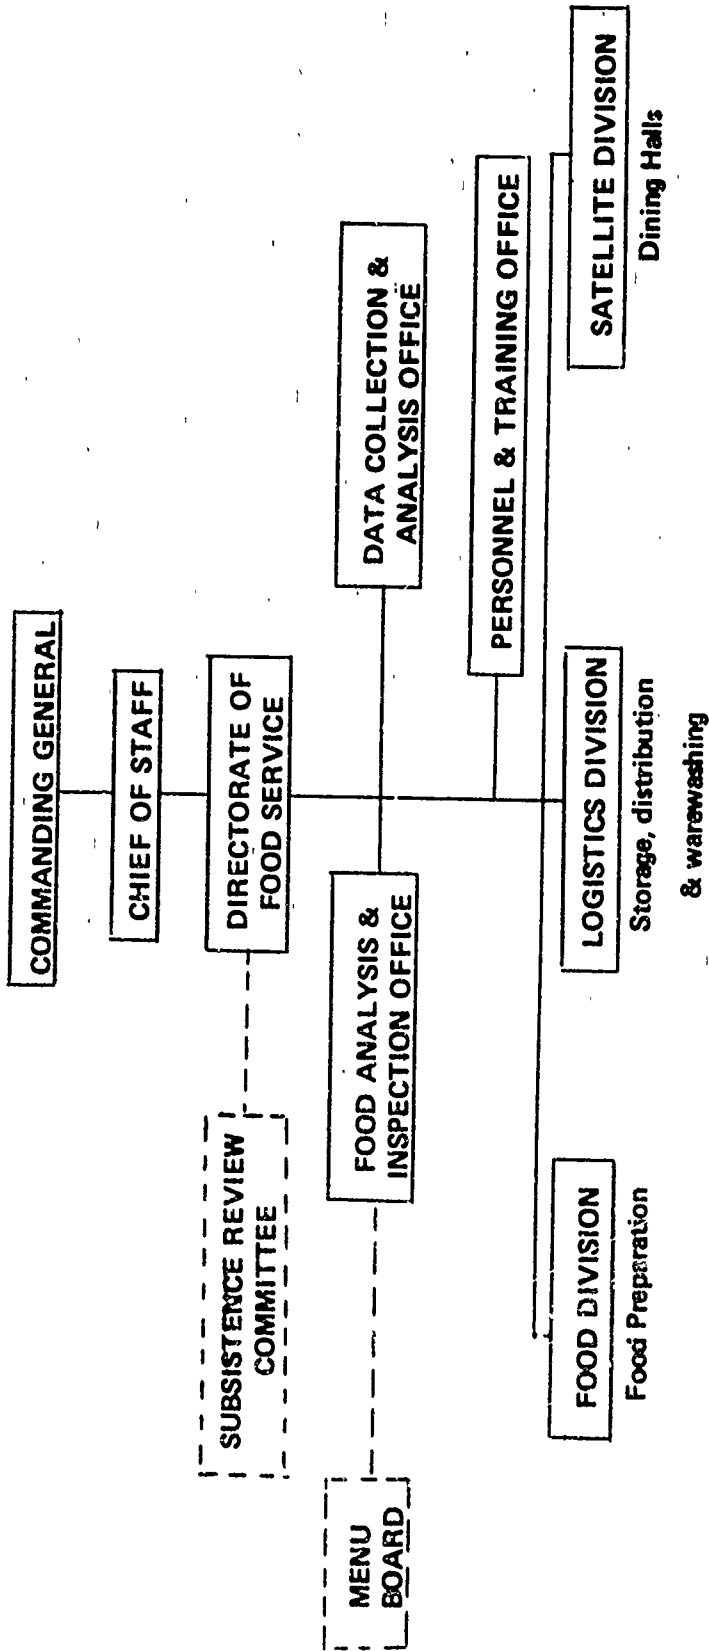 COMMANDING GENERAL
CHIEF OF STAFF
DIRECTORATE OF
FOOD SERVICE
SUBSISTENCE REVIEW
COMMITTEE
DATA COLLECTION &
ANALYSIS OFFICE
FOOD ANALYSIS &
INSPECTION OFFICE
MENU
BOARD
PERSONNEL & TRAINING OFFICE
FOOD DIVISION
Food Preparation
LOGISTICS DIVISION
Storage, distribution
& warewashing
SATELLITE DIVISION
Dining Halls